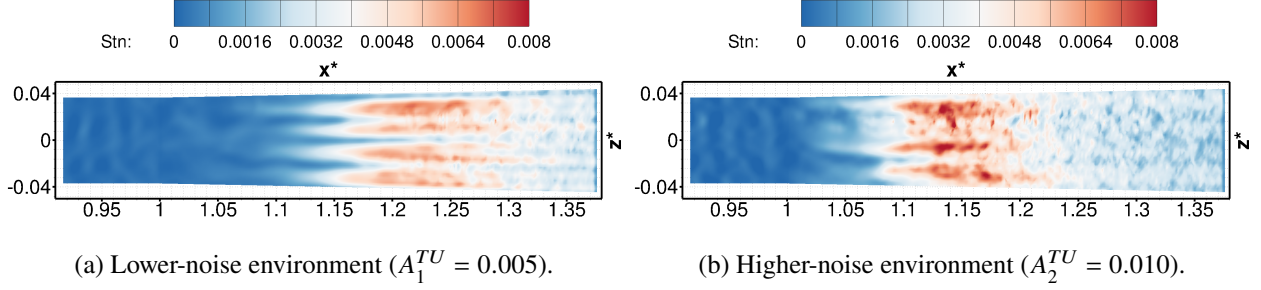 Stn: 0 0.0016 0.0032 0.0048 0.0064 0.008
x*
0.04
0
-0.04
z*
0.95 1 1.05 1.1 1.15 1.2 1.25 1.3 1.35
(a) Lower-noise environment (A₁ᵀᵁ = 0.005).
Stn: 0 0.0016 0.0032 0.0048 0.0064 0.008
x*
0.04
0
-0.04
z*
0.95 1 1.05 1.1 1.15 1.2 1.25 1.3 1.35
(b) Higher-noise environment (A₂ᵀᵁ = 0.010).